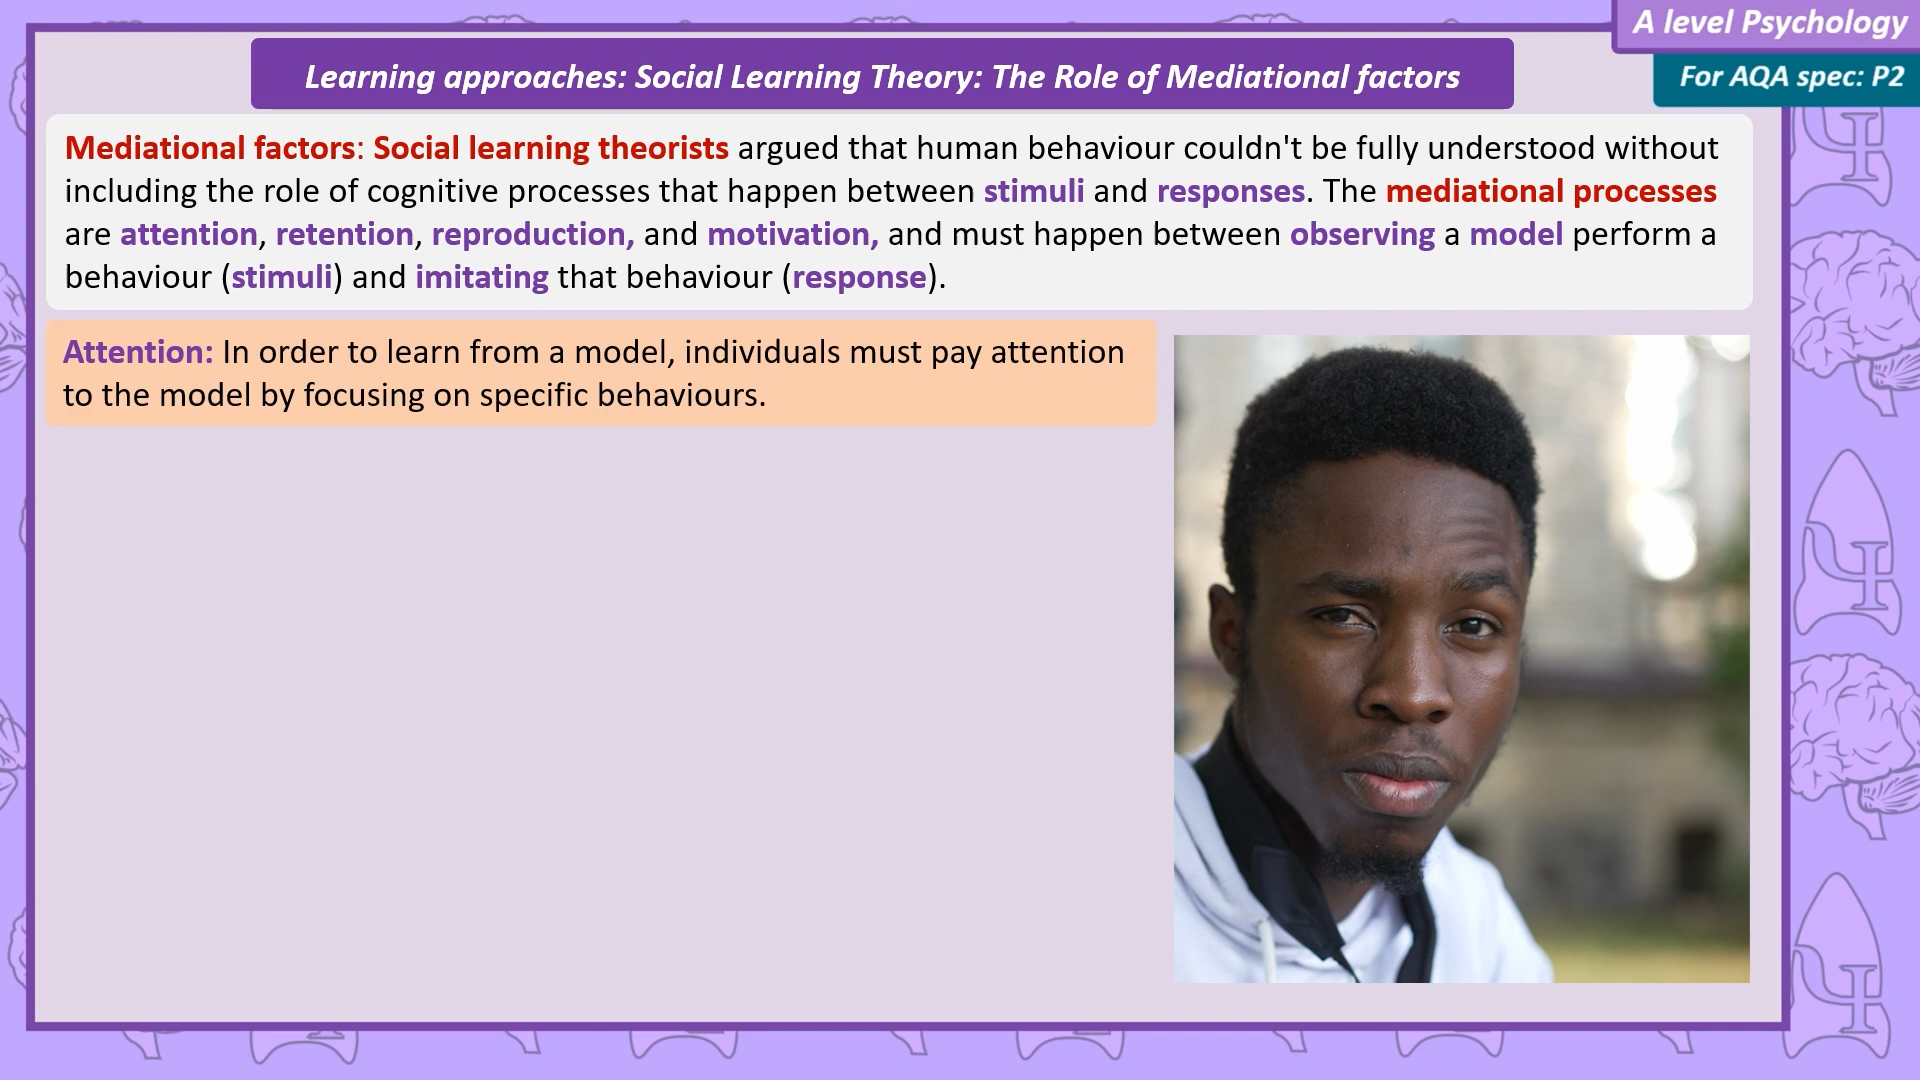 A level Psychology
For AQA spec: P2
Learning approaches: Social Learning Theory: The Role of Mediational factors
Mediational factors: Social learning theorists argued that human behaviour couldn't be fully understood without
including the role of cognitive processes that happen between stimuli and responses. The mediational processes
are attention, retention, reproduction, and motivation, and must happen between observing a model perform a
behaviour (stimuli) and imitating that behaviour (response).
Attention: In order to learn from a model, individuals must pay attention
to the model by focusing on specific behaviours.